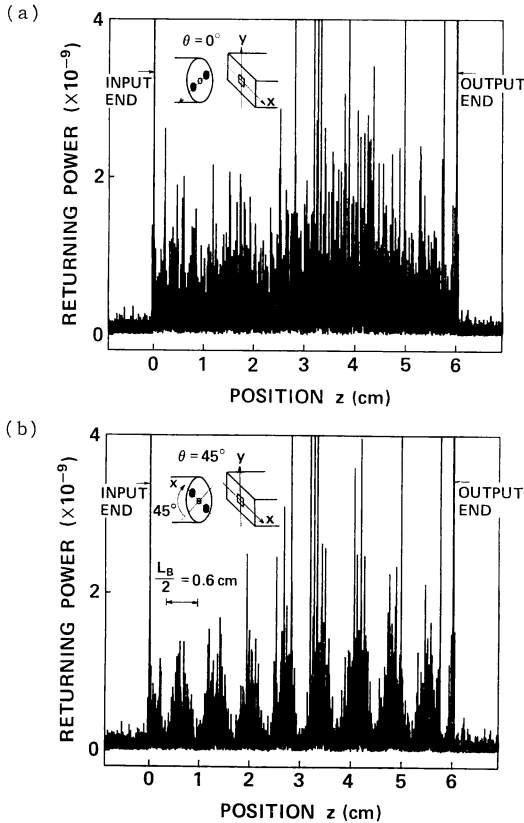 (a)
RETURNING POWER (×10⁻⁹)
4
2
0
INPUT
END
θ = 0°
y
x
OUTPUT
END
0 1 2 3 4 5 6
POSITION z (cm)
(b)
RETURNING POWER (×10⁻⁹)
4
2
0
INPUT
END
θ = 45°
x
45°
y
x
L_B/2 = 0.6 cm
OUTPUT
END
0 1 2 3 4 5 6
POSITION z (cm)